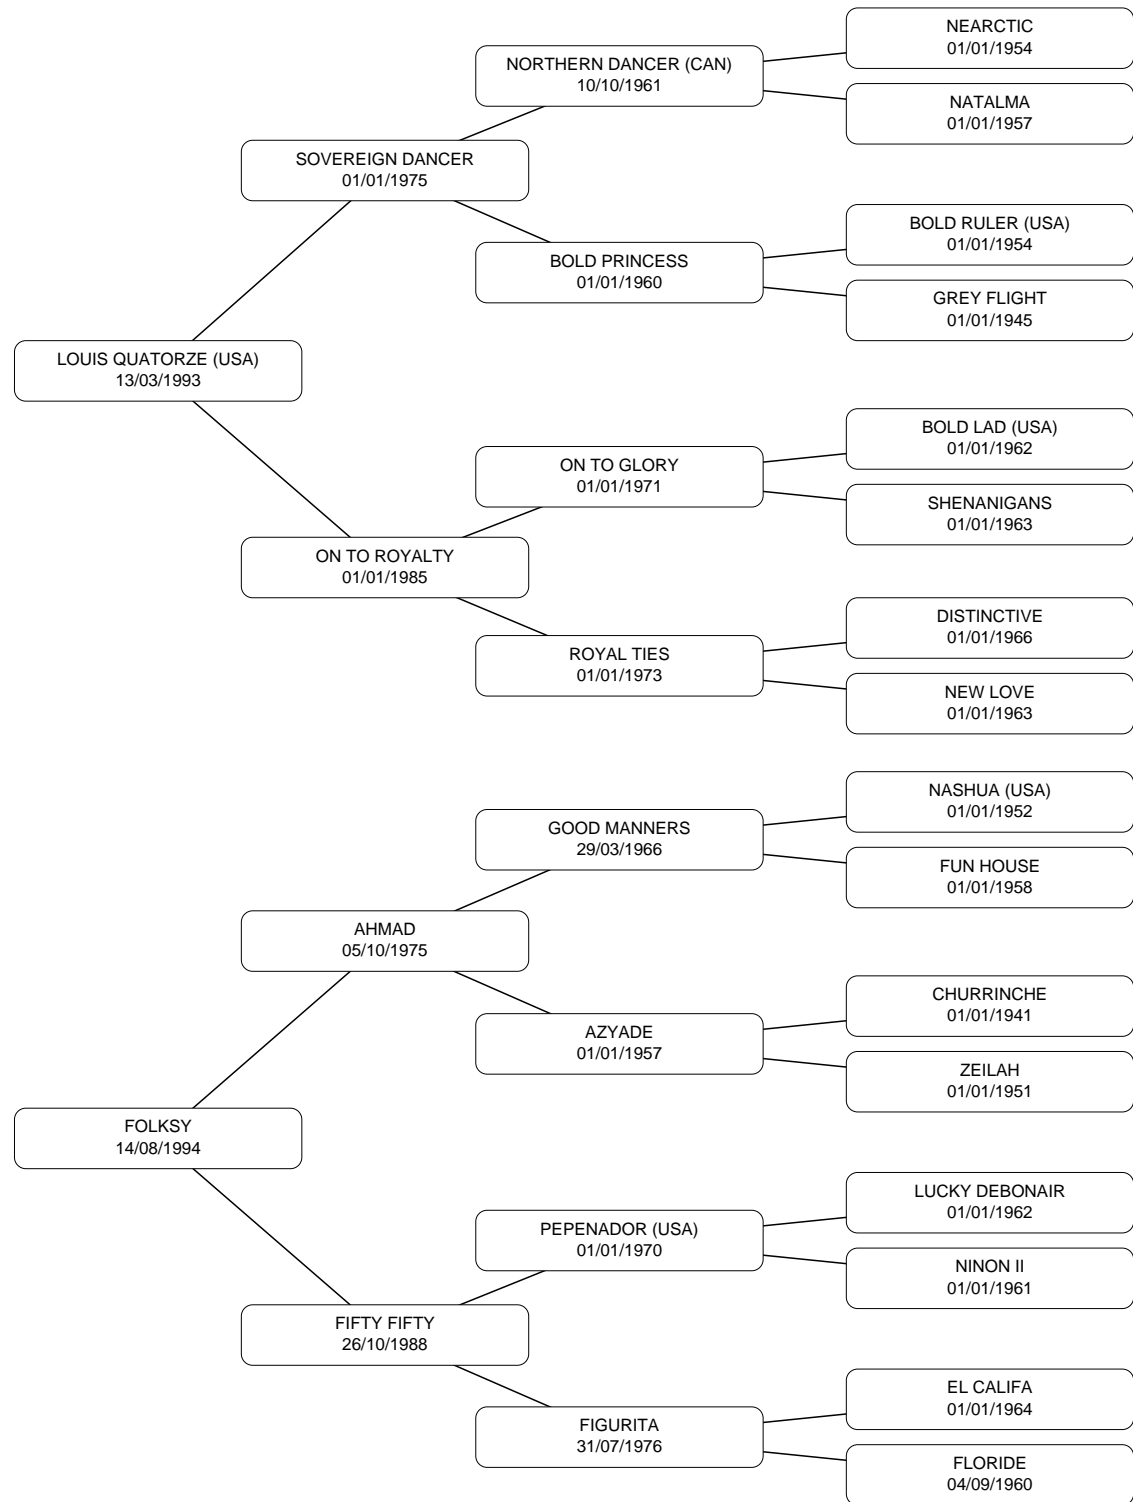 NEARCTIC
01/01/1954
NORTHERN DANCER (CAN)
10/10/1961
NATALMA
01/01/1957
SOVEREIGN DANCER
01/01/1975
BOLD RULER (USA)
01/01/1954
BOLD PRINCESS
01/01/1960
GREY FLIGHT
01/01/1945
LOUIS QUATORZE (USA)
13/03/1993
BOLD LAD (USA)
01/01/1962
ON TO GLORY
01/01/1971
SHENANIGANS
01/01/1963
ON TO ROYALTY
01/01/1985
DISTINCTIVE
01/01/1966
ROYAL TIES
01/01/1973
NEW LOVE
01/01/1963
NASHUA (USA)
01/01/1952
GOOD MANNERS
29/03/1966
FUN HOUSE
01/01/1958
AHMAD
05/10/1975
CHURRINCHE
01/01/1941
AZYADE
01/01/1957
ZEILAH
01/01/1951
FOLKSY
14/08/1994
LUCKY DEBONAIR
01/01/1962
PEPENADOR (USA)
01/01/1970
NINON II
01/01/1961
FIFTY FIFTY
26/10/1988
EL CALIFA
01/01/1964
FIGURITA
31/07/1976
FLORIDE
04/09/1960